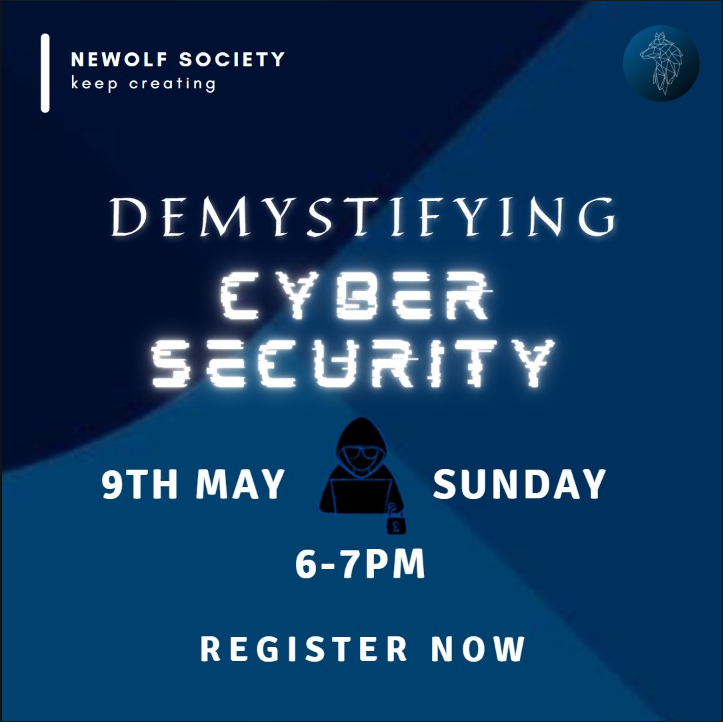 NEWOLF SOCIETY
keep creating
DEMYSTIFYING
CYBER
SECURITY
9TH MAY SUNDAY
6-7PM
REGISTER NOW